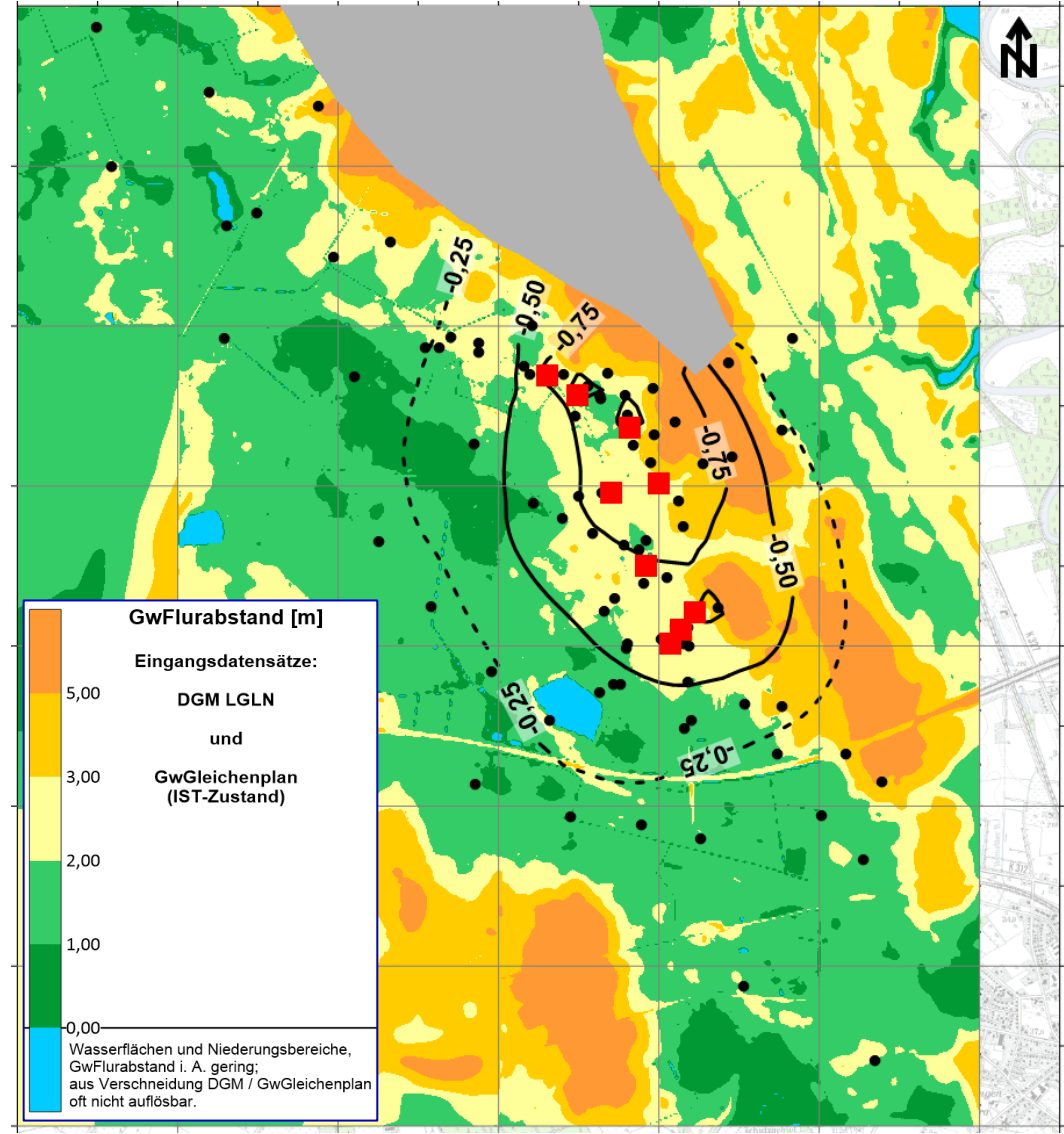 N
-0,25
-0,50
-0,75
-0,75
-0,50
-0,25
-0,25
K 317
K 312
GwFlurabstand [m]
Eingangsdatensätze:
DGM LGLN
und
GwGleichenplan
(IST-Zustand)
5,00
3,00
2,00
1,00
0,00
Wasserflächen und Niederungsbereiche,
GwFlurabstand i. A. gering;
aus Verschneidung DGM / GwGleichenplan
oft nicht auflösbar.